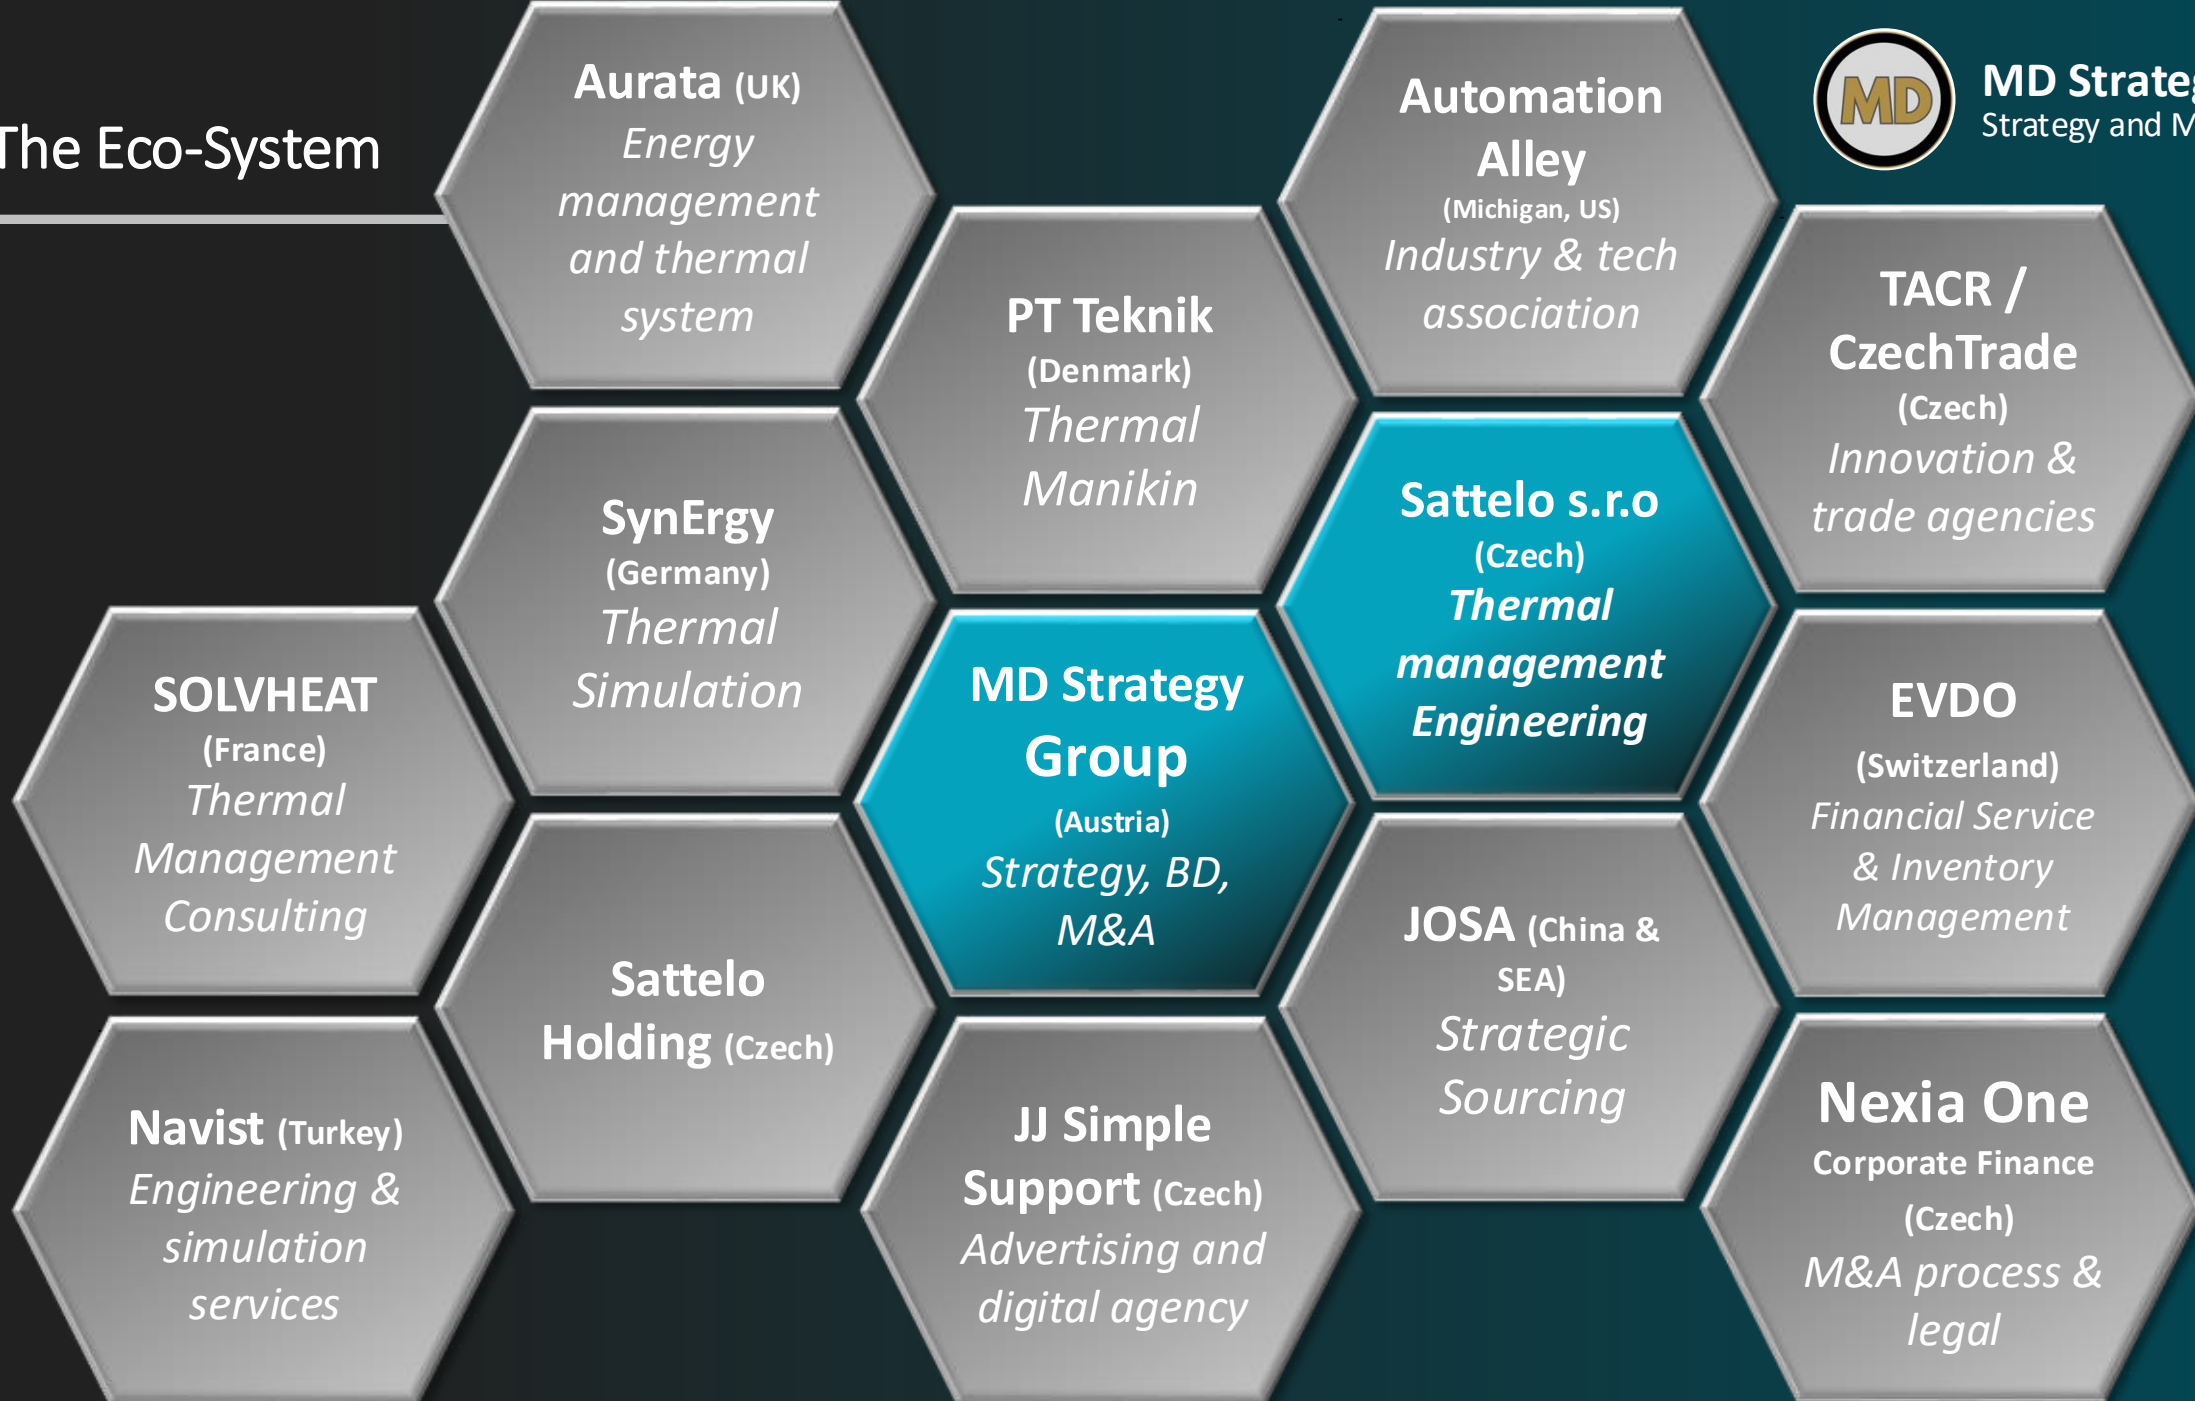 The Eco-System
Aurata (UK)
Energy
management
and thermal
system
Automation
Alley
(Michigan, US)
Industry & tech
association
MD
MD Strateg
Strategy and M
PT Teknik
(Denmark)
Thermal
Manikin
TACR /
CzechTrade
(Czech)
Innovation &
trade agencies
SynErgy
(Germany)
Thermal
Simulation
Sattelo s.r.o
(Czech)
Thermal
management
Engineering
SOLVHEAT
(France)
Thermal
Management
Consulting
MD Strategy
Group
(Austria)
Strategy, BD,
M&A
EVDO
(Switzerland)
Financial Service
& Inventory
Management
Sattelo
Holding (Czech)
JOSA (China &
SEA)
Strategic
Sourcing
Navist (Turkey)
Engineering &
simulation
services
JJ Simple
Support (Czech)
Advertising and
digital agency
Nexia One
Corporate Finance
(Czech)
M&A process &
legal